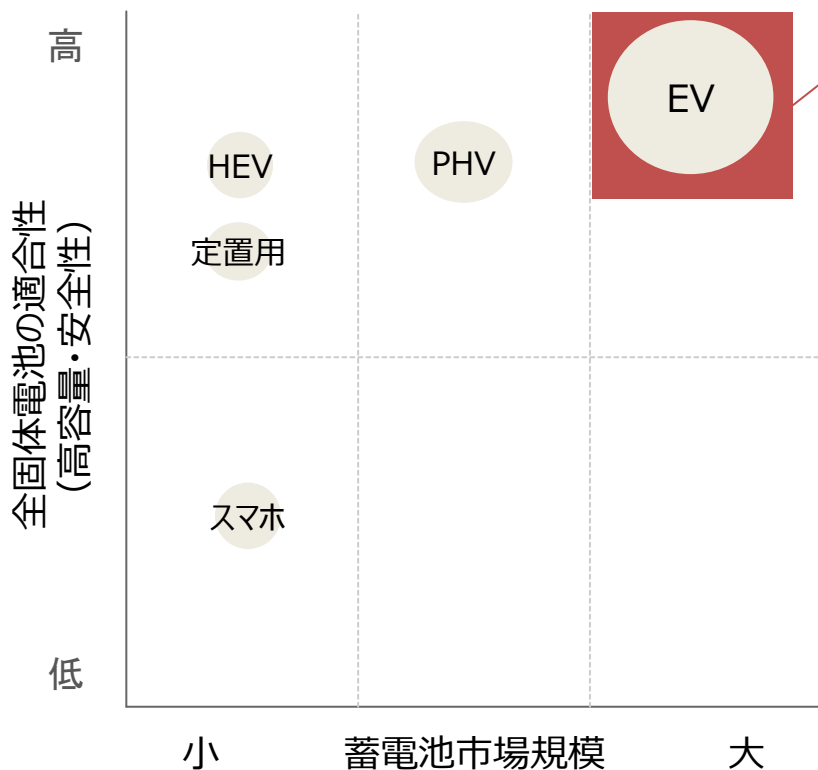 高
EV
HEV
PHV
定置用
全固体電池の適合性
(高容量・安全性)
スマホ
低
小
蓄電池市場規模
大